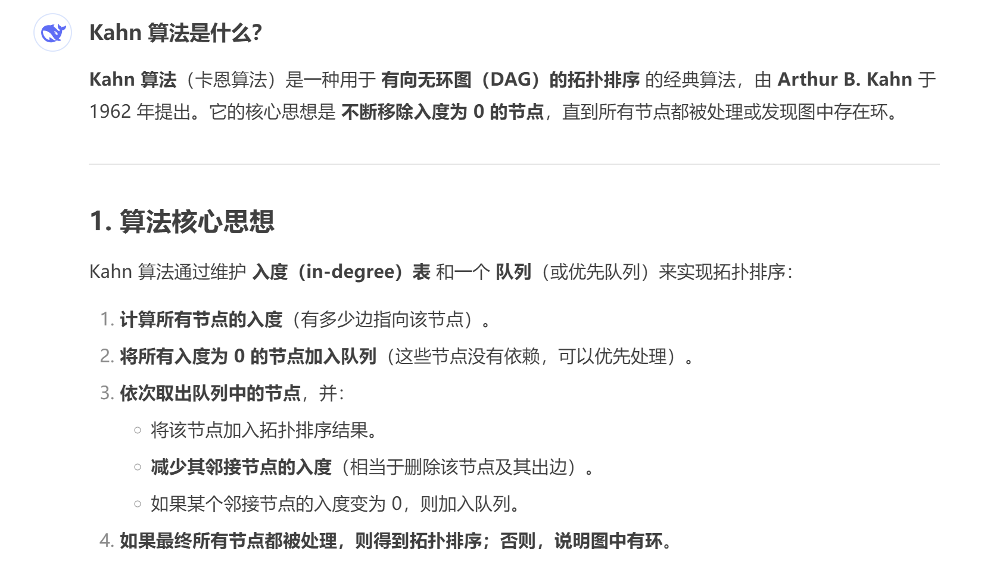 Kahn 算法是什么？
Kahn 算法（卡恩算法）是一种用于 有向无环图（DAG）的拓扑排序 的经典算法，由 Arthur B. Kahn 于
1962 年提出。它的核心思想是 不断移除入度为 0 的节点，直到所有节点都被处理或发现图中存在环。
1. 算法核心思想
Kahn 算法通过维护 入度（in-degree）表 和一个 队列（或优先队列）来实现拓扑排序：
1. 计算所有节点的入度（有多少边指向该节点）。
2. 将所有入度为 0 的节点加入队列（这些节点没有依赖，可以优先处理）。
3. 依次取出队列中的节点，并：
○ 将该节点加入拓扑排序结果。
○ 减少其邻接节点的入度（相当于删除该节点及其出边）。
○ 如果某个邻接节点的入度变为 0，则加入队列。
4. 如果最终所有节点都被处理，则得到拓扑排序；否则，说明图中有环。